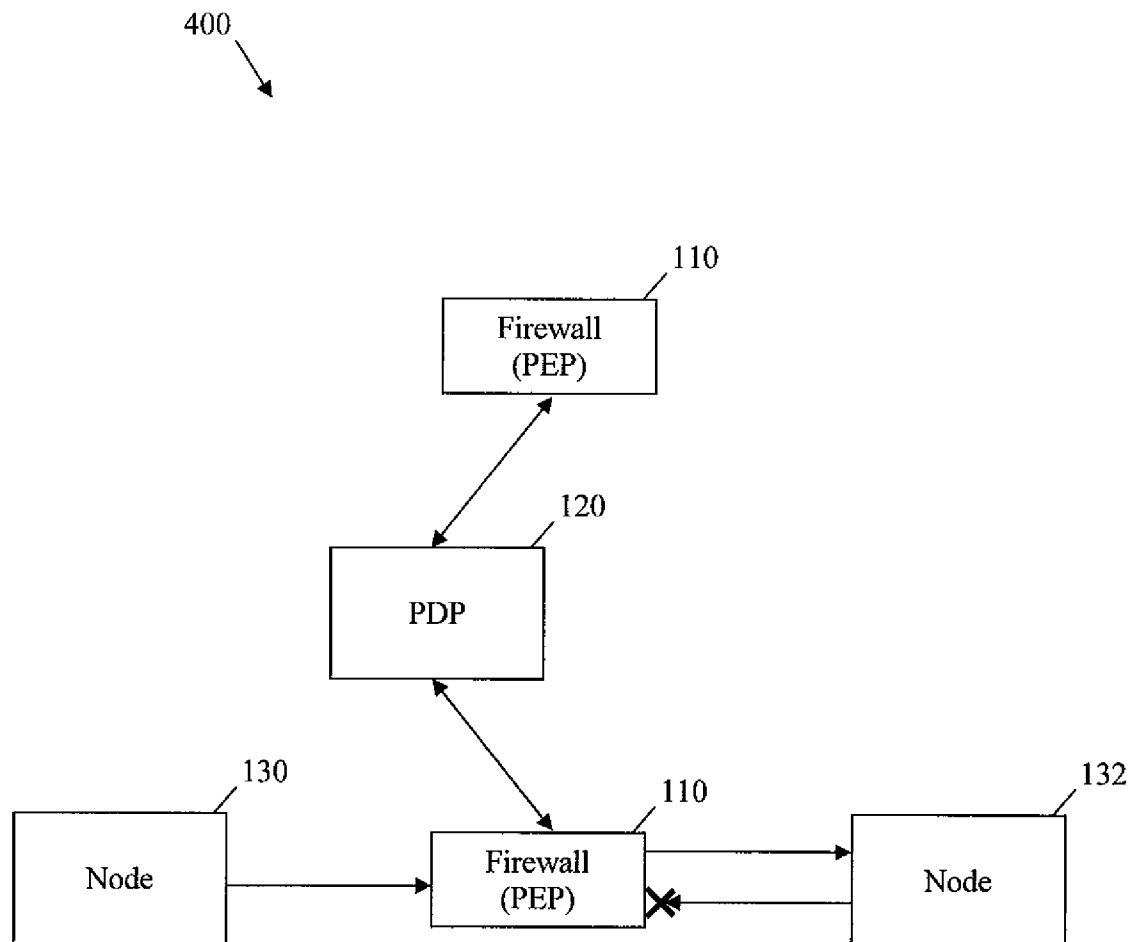 400
110
Firewall
(PEP)
120
PDP
130
110
132
Node
Firewall
(PEP)
Node